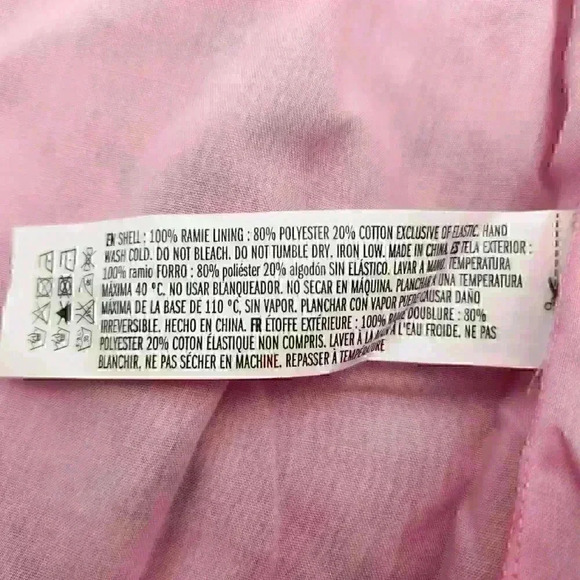 EN SHELL : 100% RAMIE LINING : 80% POLYESTER 20% COTTON EXCLUSIVE OF ELASTIC. HAND
WASH COLD. DO NOT BLEACH. DO NOT TUMBLE DRY. IRON LOW. MADE IN CHINA ES TELA EXTERIOR :
100% ramio FORRO : 80% poliéster 20% algodón SIN ELÁSTICO. LAVAR A MANO. TEMPERATURA
MÁXIMA 40 °C, NO USAR BLANQUEADOR. NO SECAR EN MÁQUINA. PLANCHAR A UNA TEMPERATURA
MÁXIMA DE LA BASE DE 110 °C, SIN VAPOR. PLANCHAR CON VAPOR PUEDE CAUSAR DAÑO
IRREVERSIBLE. HECHO EN CHINA. FR ÉTOFFE EXTÉRIEURE : 100% RAMIE DOUBLURE : 80%
POLYESTER 20% COTON ÉLASTIQUE NON COMPRIS. LAVER À LA MAIN À L'EAU FROIDE. NE PAS
BLANCHIR, NE PAS SÉCHER EN MACHINE. REPASSER À TEMPÉRATURE